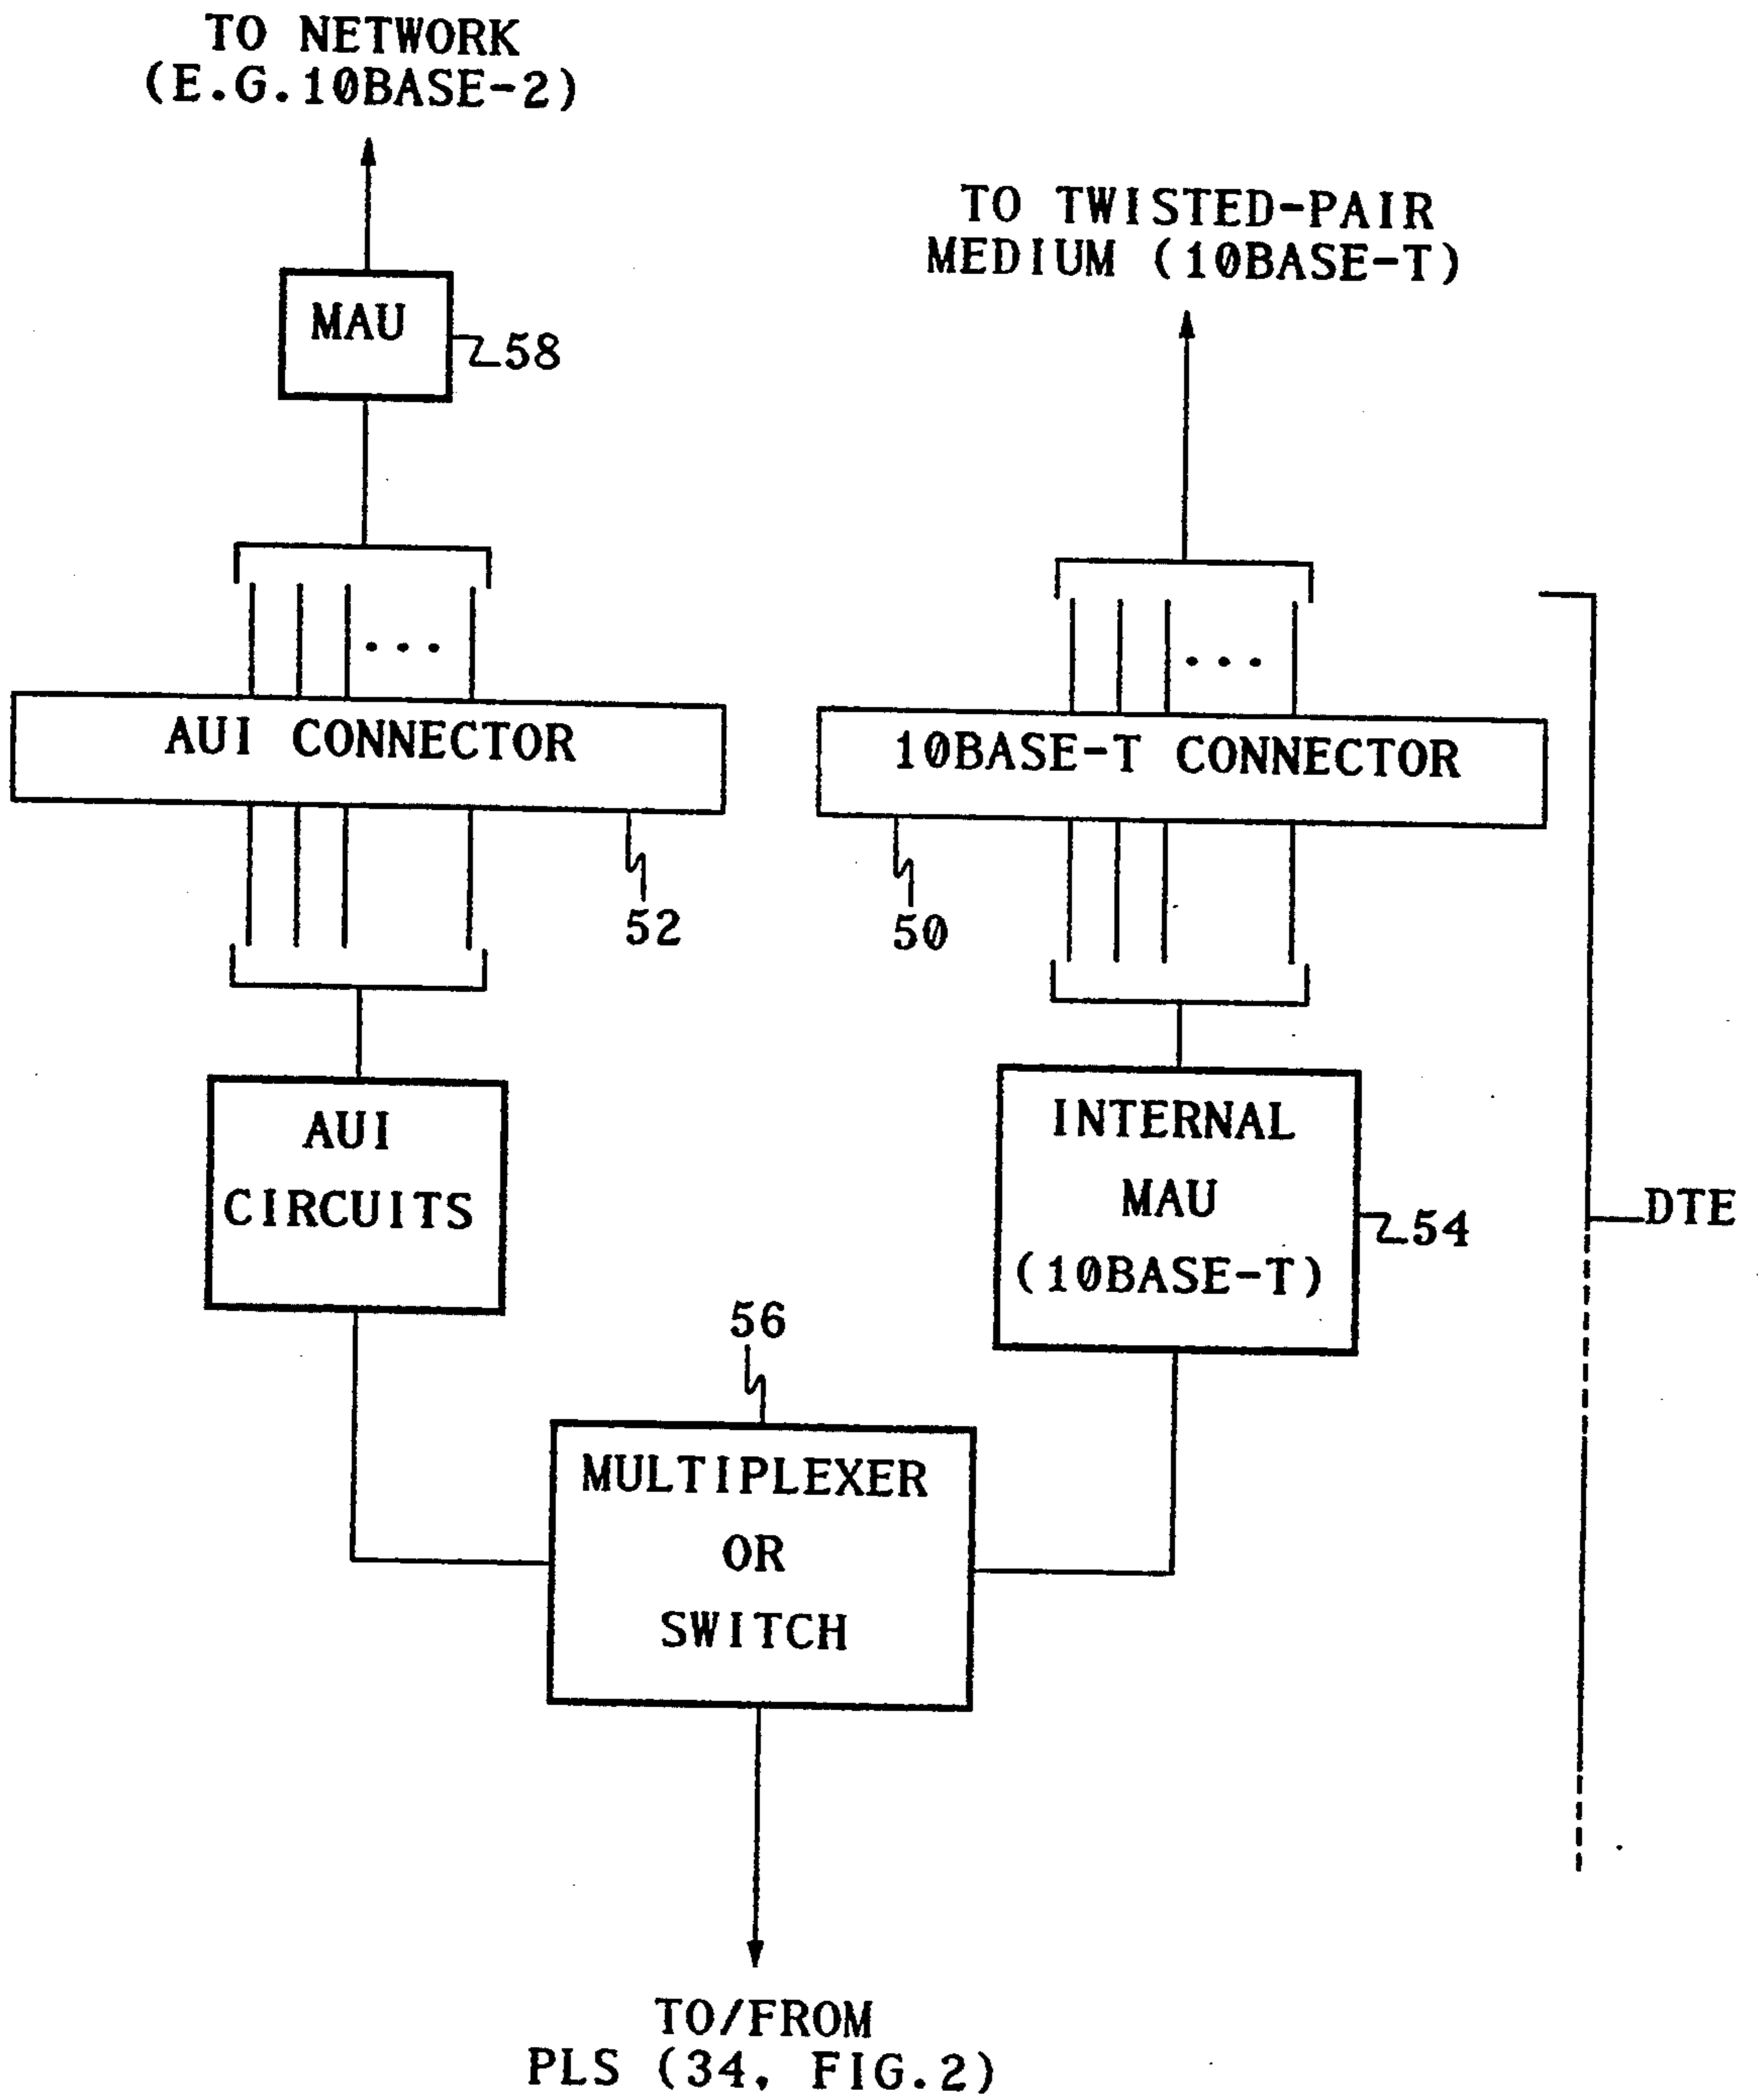 TO NETWORK
(E.G.10BASE-2)
TO TWISTED-PAIR
MEDIUM (10BASE-T)
MAU
58
AUI CONNECTOR
10BASE-T CONNECTOR
52
50
AUI
CIRCUITS
INTERNAL
MAU
(10BASE-T)
54
DTE
56
MULTIPLEXER
OR
SWITCH
TO/FROM
PLS (34, FIG.2)